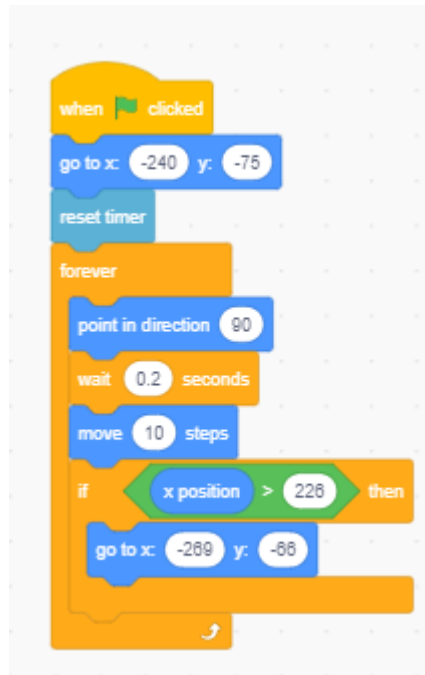 when clicked
go to x: -240 y: -75
reset timer
forever
point in direction 90
wait 0.2 seconds
move 10 steps
if x position > 226 then
go to x: -269 y: -66